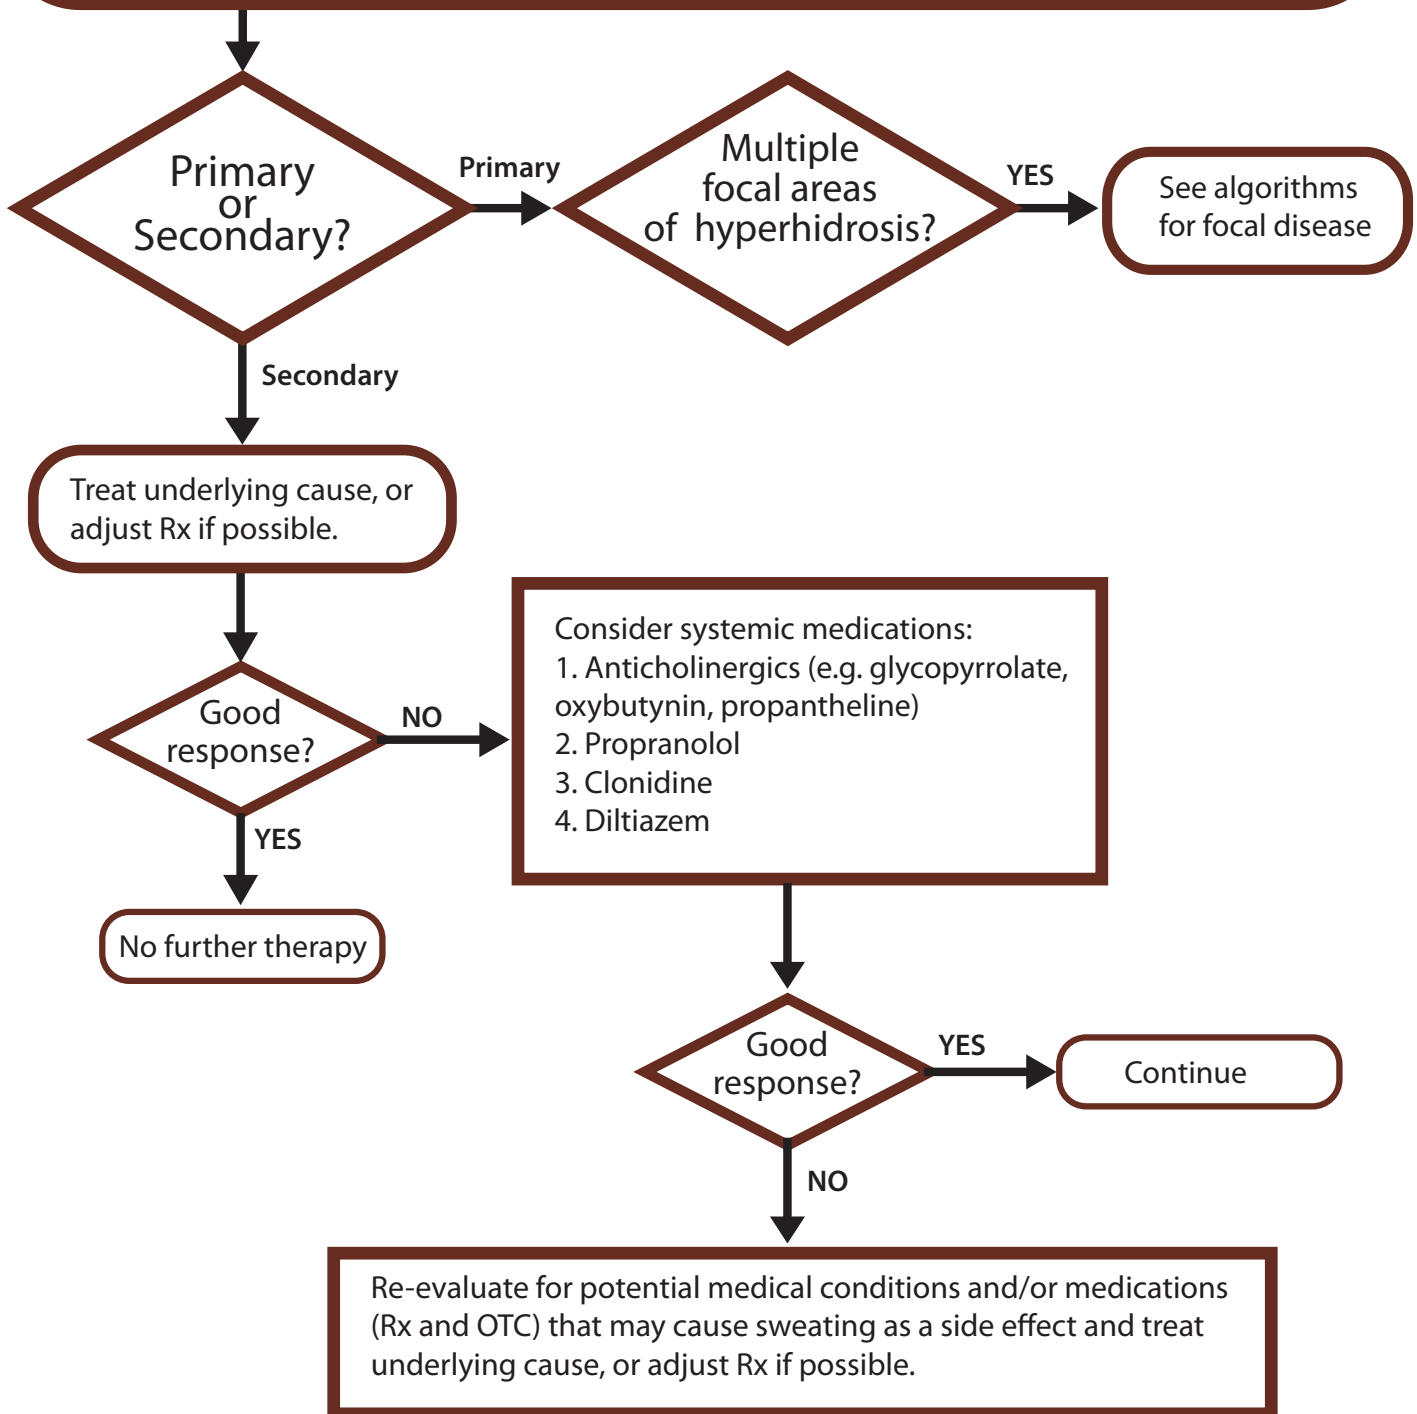 Primary
or
Secondary?
Primary
Multiple
focal areas
of hyperhidrosis?
YES
See algorithms
for focal disease
Secondary
Treat underlying cause, or
adjust Rx if possible.
Good
response?
NO
Consider systemic medications:
1. Anticholinergics (e.g. glycopyrrolate,
oxybutynin, propantheline)
2. Propranolol
3. Clonidine
4. Diltiazem
YES
No further therapy
Good
response?
YES
Continue
NO
Re-evaluate for potential medical conditions and/or medications
(Rx and OTC) that may cause sweating as a side effect and treat
underlying cause, or adjust Rx if possible.